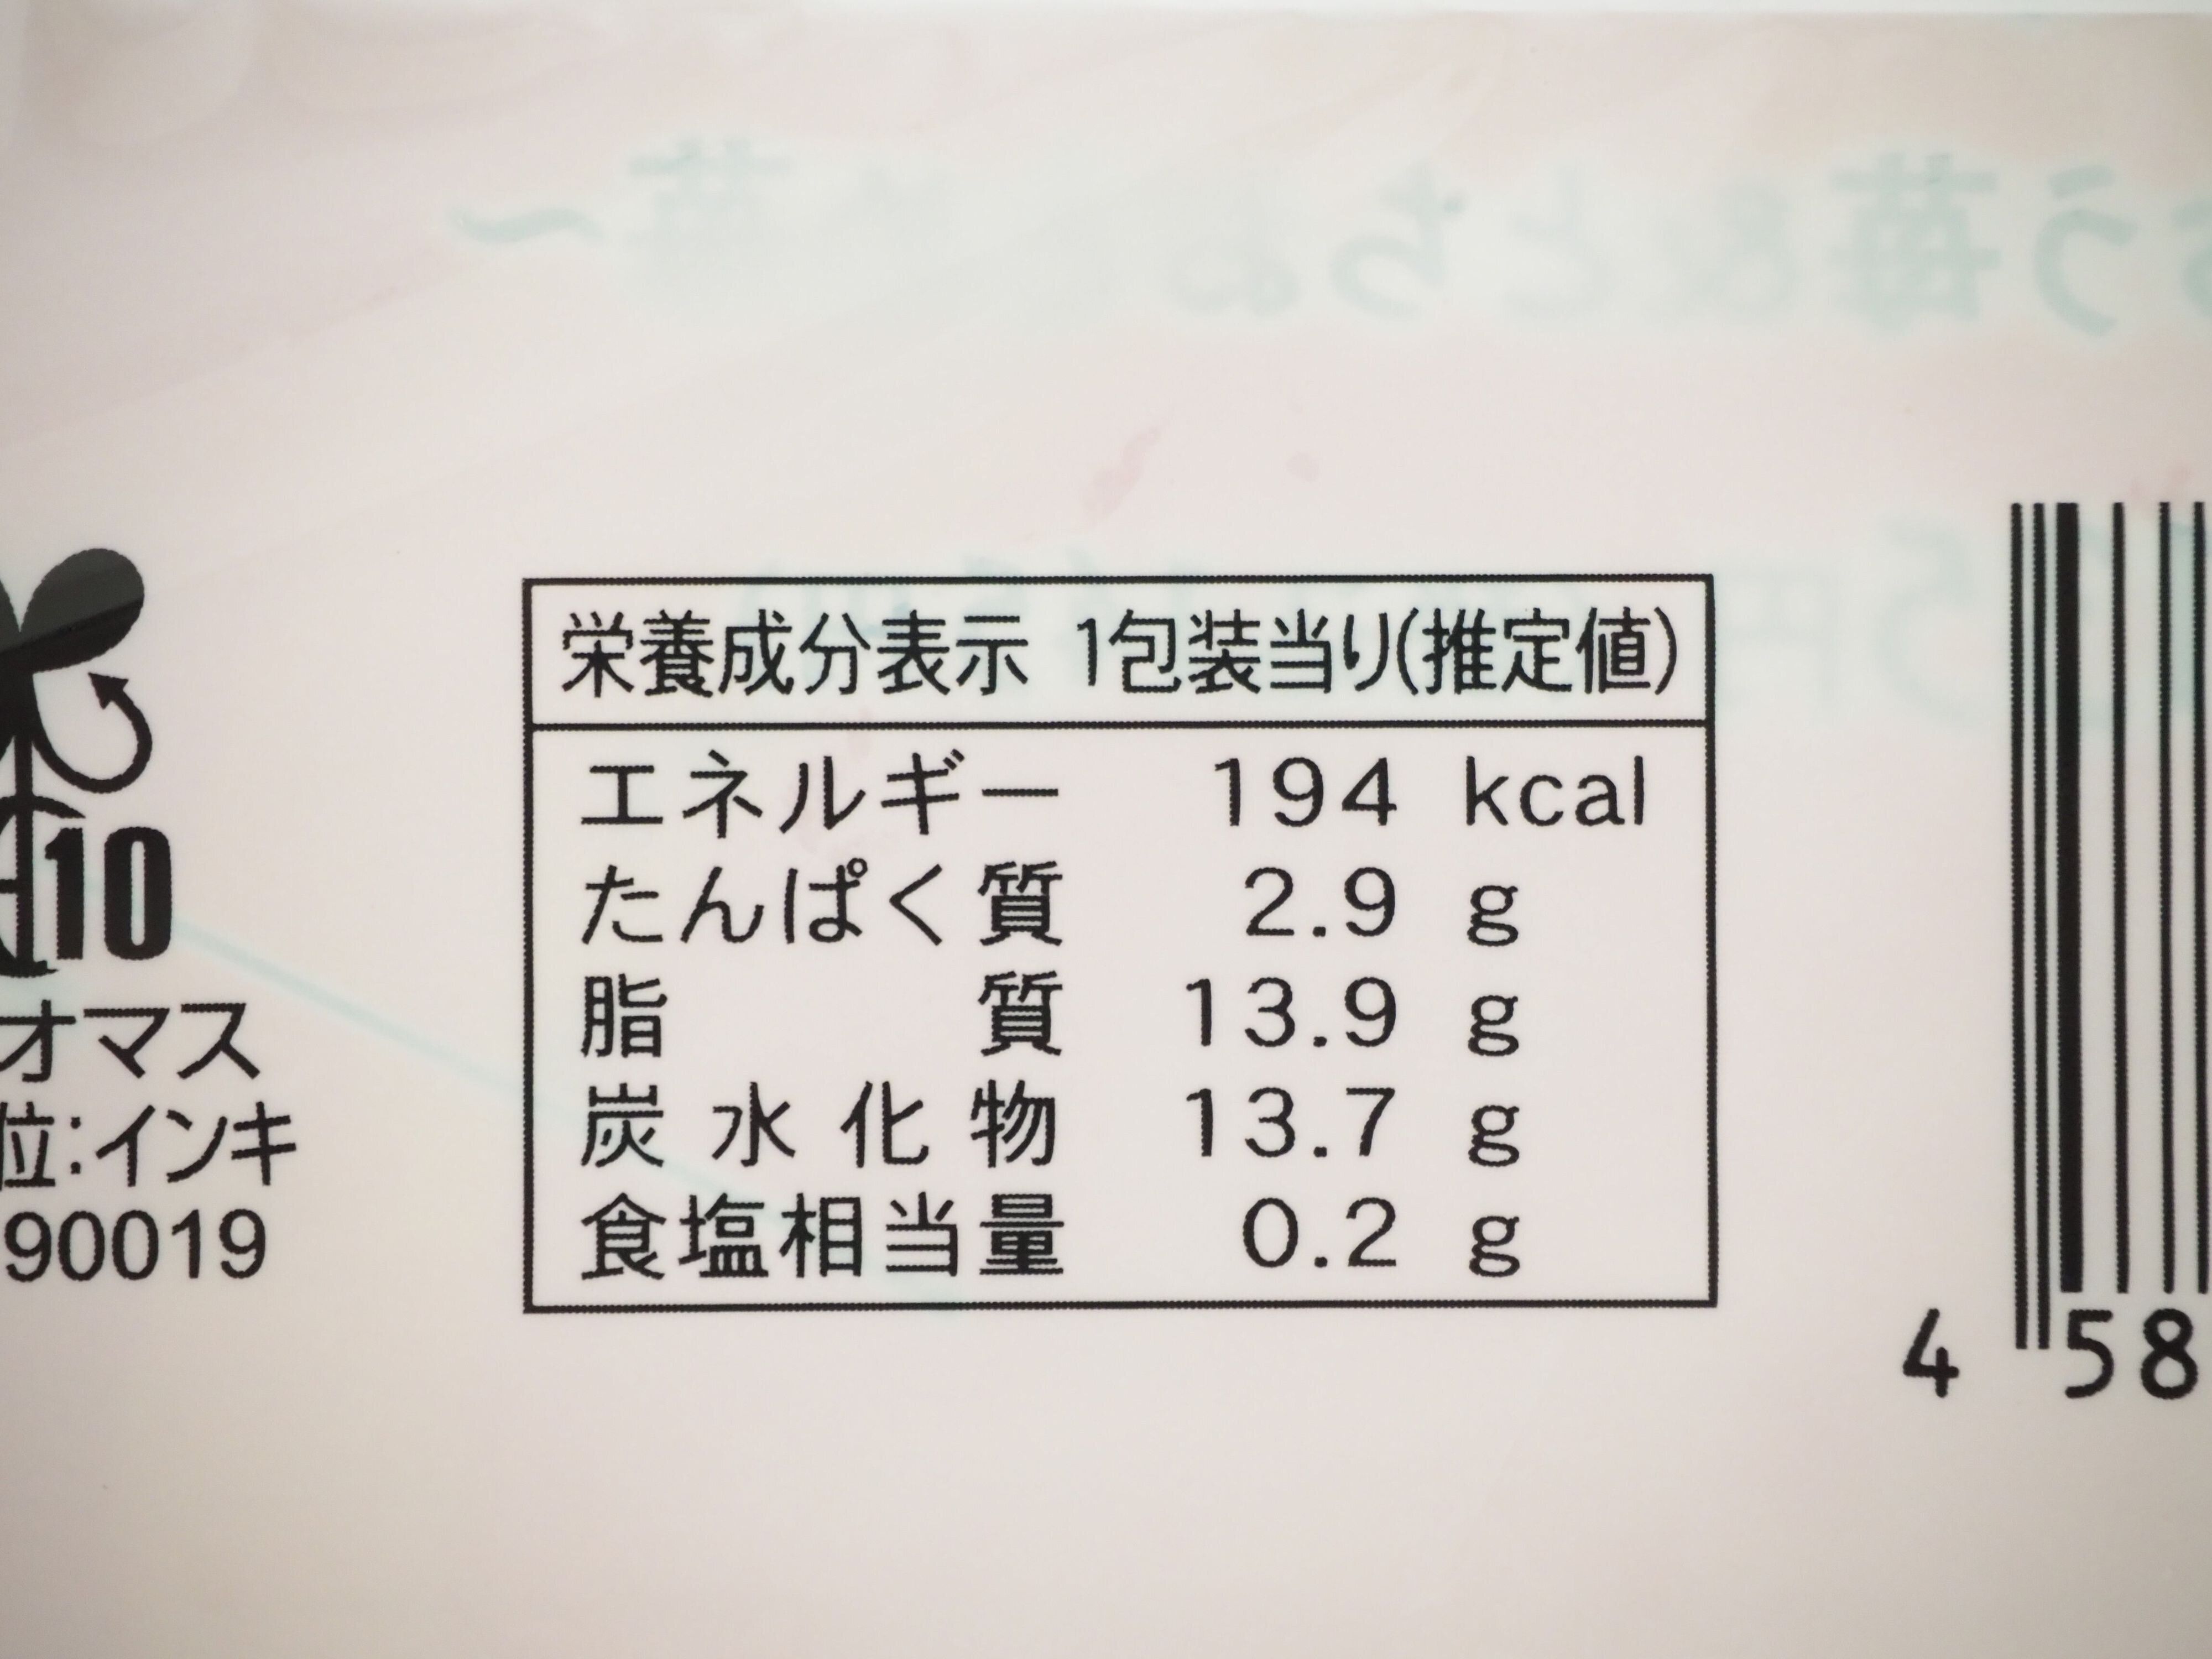 10
オマス
位:インキ
90019
栄養成分表示 1包装当り(推定値)
エネルギー 194 kcal
たんぱく質 2.9 g
脂質 13.9 g
炭水化物 13.7 g
食塩相当量 0.2 g
4 58